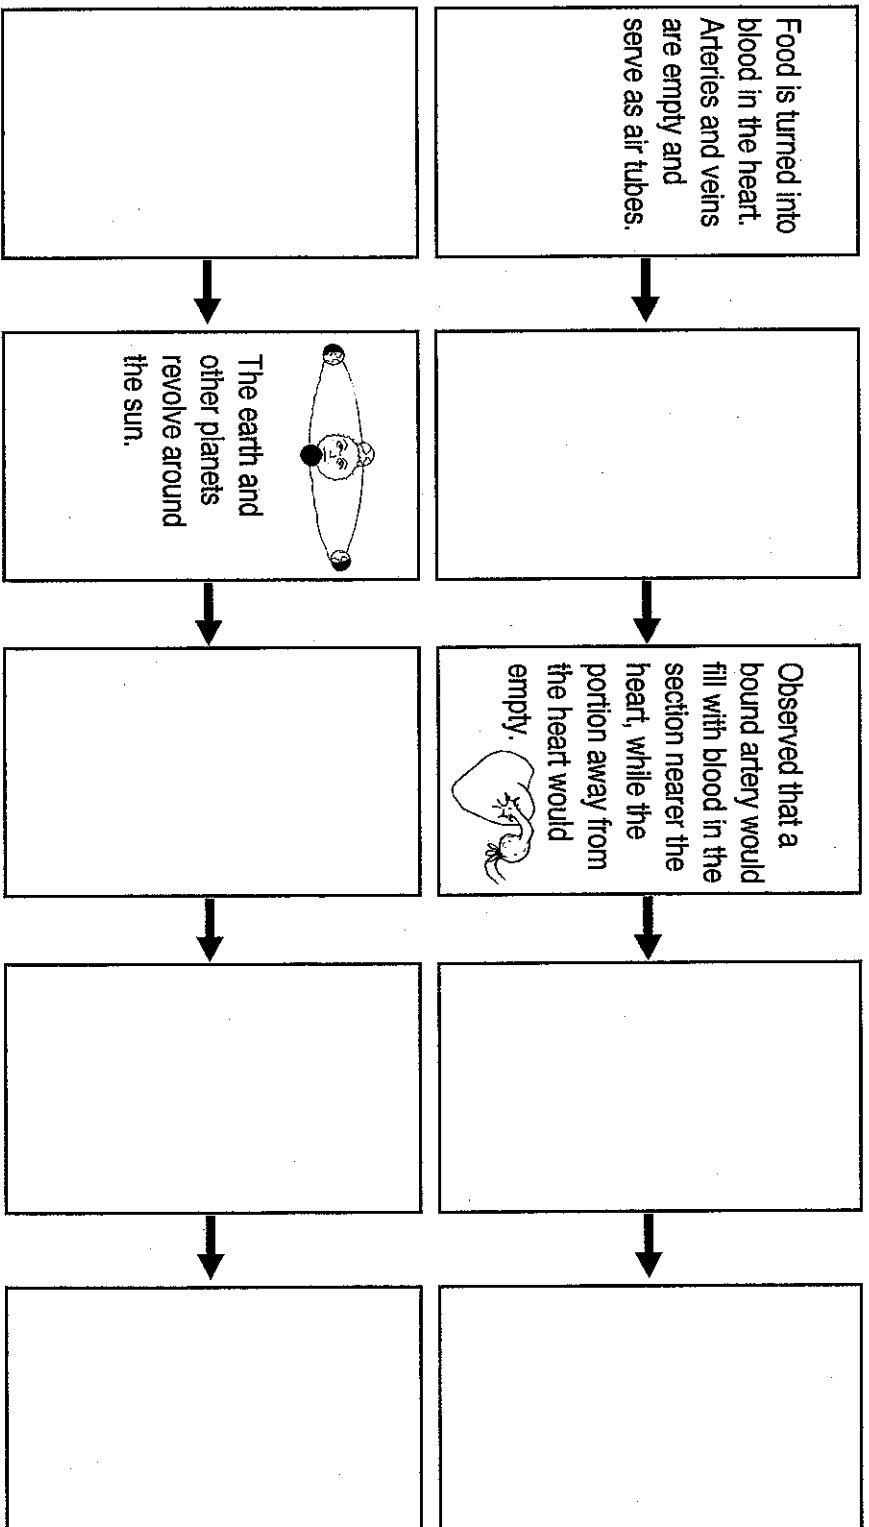 Food is turned into
blood in the heart.
Arteries and veins
are empty and
serve as air tubes.
Observed that a
bound artery would
fill with blood in the
section nearer the
heart, while the
portion away from
the heart would
empty.
The earth and
other planets
revolve around
the sun.